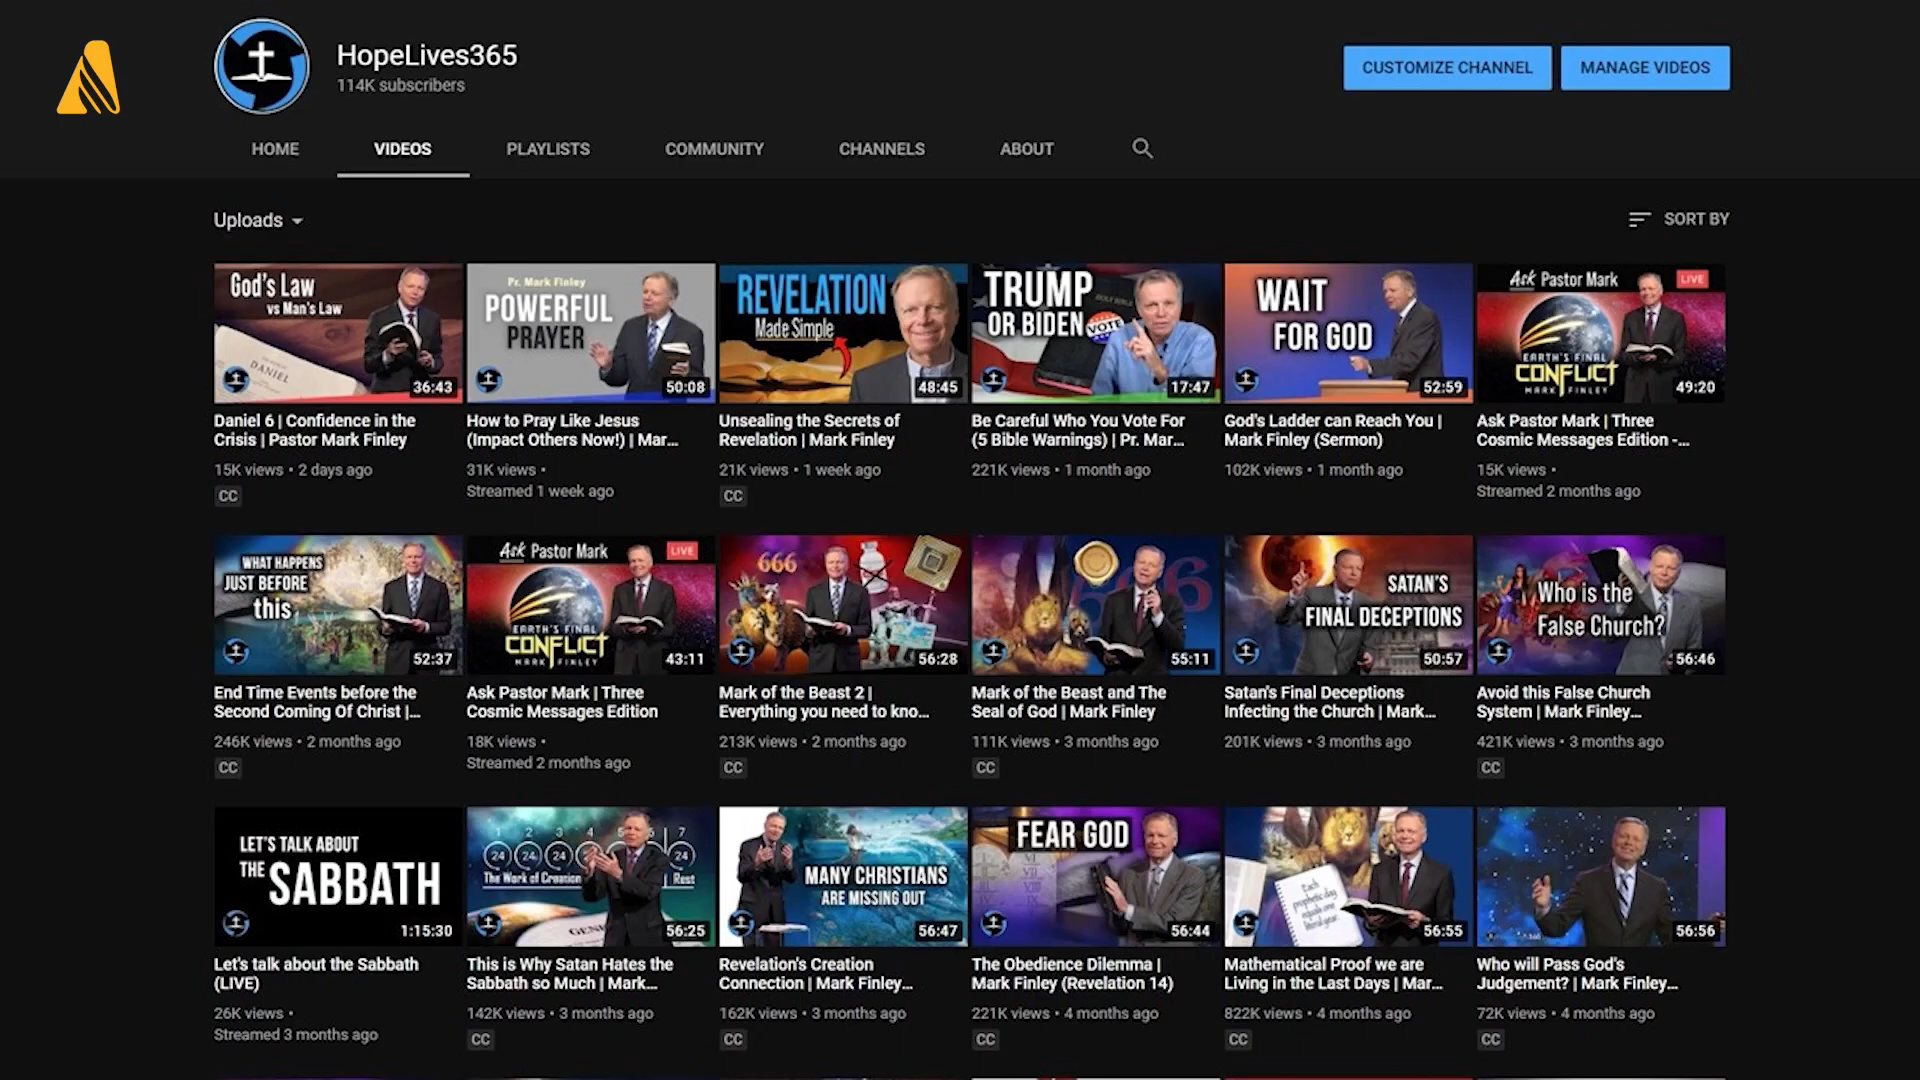 HopeLives365
114K subscribers
CUSTOMIZE CHANNEL
MANAGE VIDEOS
HOME
VIDEOS
PLAYLISTS
COMMUNITY
CHANNELS
ABOUT
Uploads
SORT BY
God's Law
vs Man's Law
DANIEL
36:43
Daniel 6 | Confidence in the
Crisis | Pastor Mark Finley
15K views • 2 days ago
CC
Pr. Mark Finley
POWERFUL
PRAYER
50:08
How to Pray Like Jesus
(Impact Others Now!) | Mar...
31K views •
Streamed 1 week ago
REVELATION
Made Simple
48:45
Unsealing the Secrets of
Revelation | Mark Finley
21K views • 1 week ago
CC
TRUMP
OR BIDEN
HOLY BIBLE
VOTE
17:47
Be Careful Who You Vote For
(5 Bible Warnings) | Pr. Mar...
221K views • 1 month ago
WAIT
FOR GOD
52:59
God's Ladder can Reach You |
Mark Finley (Sermon)
102K views • 1 month ago
Ask Pastor Mark
LIVE
EARTH'S FINAL
CONFLICT
MARK FINLEY
49:20
Ask Pastor Mark | Three
Cosmic Messages Edition -...
15K views •
Streamed 2 months ago
WHAT HAPPENS
JUST BEFORE
this
52:37
End Time Events before the
Second Coming Of Christ |...
246K views • 2 months ago
CC
Ask Pastor Mark
LIVE
EARTH'S FINAL
CONFLICT
MARK FINLEY
43:11
Ask Pastor Mark | Three
Cosmic Messages Edition
18K views •
Streamed 2 months ago
666
56:28
Mark of the Beast 2 |
Everything you need to kno...
213K views • 2 months ago
CC
666
55:11
Mark of the Beast and The
Seal of God | Mark Finley
111K views • 3 months ago
CC
SATAN'S
FINAL DECEPTIONS
50:57
Satan's Final Deceptions
Infecting the Church | Mark...
201K views • 3 months ago
Who is the
False Church?
56:46
Avoid this False Church
System | Mark Finley...
421K views • 3 months ago
CC
LET'S TALK ABOUT
THE SABBATH
1:15:30
Let's talk about the Sabbath
(LIVE)
26K views •
Streamed 3 months ago
1 2 3 4 5 6 7
24 24 24 24
The Work of Creation Rest
56:25
This is Why Satan Hates the
Sabbath so Much | Mark...
142K views • 3 months ago
CC
MANY CHRISTIANS
ARE MISSING OUT
56:47
Revelation's Creation
Connection | Mark Finley...
162K views • 3 months ago
CC
FEAR GOD
56:44
The Obedience Dilemma |
Mark Finley (Revelation 14)
221K views • 4 months ago
CC
Each
prophetic day
equals one
literal year.
56:55
Mathematical Proof we are
Living in the Last Days | Mar...
822K views • 4 months ago
CC
56:56
Who will Pass God's
Judgement? | Mark Finley...
72K views • 4 months ago
CC